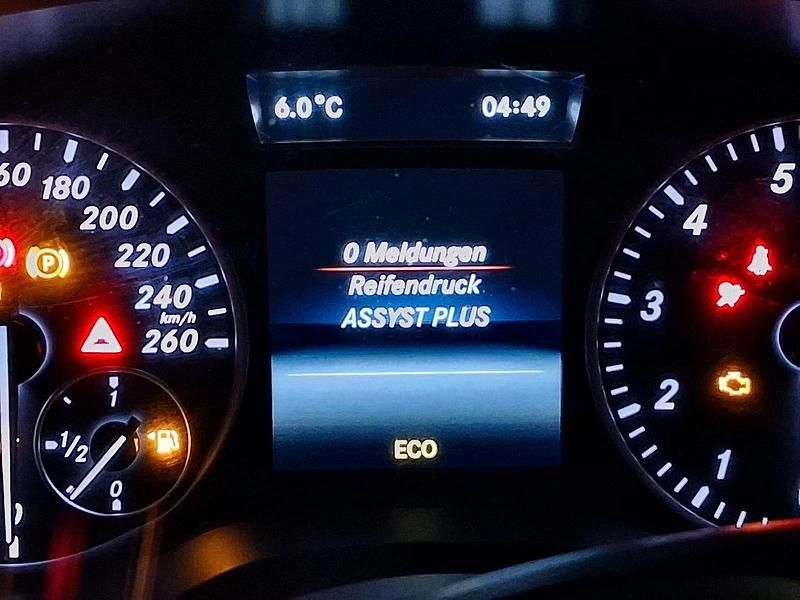 6.0°C 04:49
0 Meldungen
Reifendruck
ASSYST PLUS
ECO
180
200
220
240
km/h
260
P
1
1/2
0
5
4
3
2
1